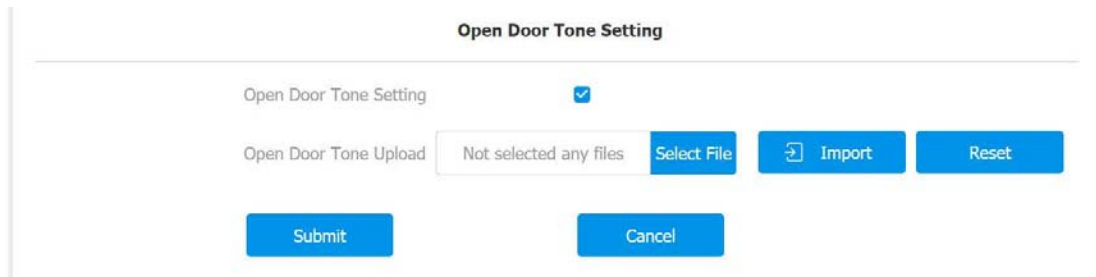 Open Door Tone Setting
Open Door Tone Setting
Open Door Tone Upload Not selected any files Select File Import Reset
Submit Cancel